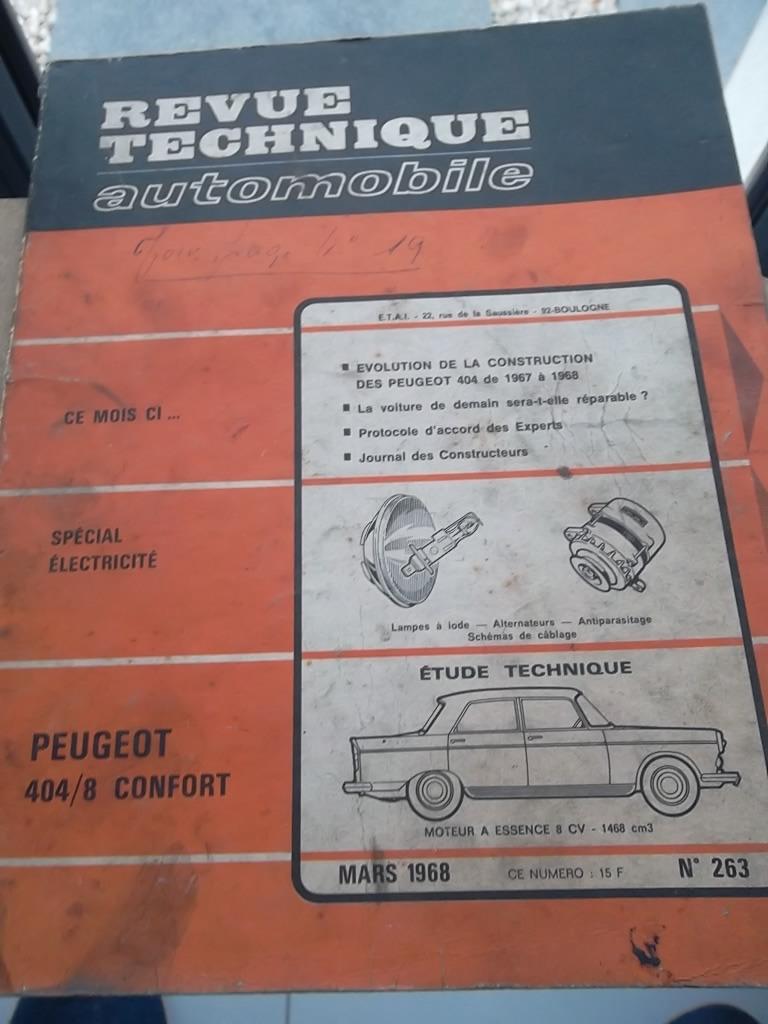 REVUE
TECHNIQUE
automobile
N° 19
E.T.A.I. - 22, rue de la Saussière - 92-BOULOGNE
■ EVOLUTION DE LA CONSTRUCTION
DES PEUGEOT 404 de 1967 à 1968
■ La voiture de demain sera-t-elle réparable ?
■ Protocole d'accord des Experts
■ Journal des Constructeurs
CE MOIS CI ...
SPÉCIAL
ÉLECTRICITÉ
Lampes à iode — Alternateurs — Antiparasitage
Schémas de câblage
ÉTUDE TECHNIQUE
PEUGEOT
404/8 CONFORT
MOTEUR A ESSENCE 8 CV - 1468 cm3
MARS 1968 CE NUMERO : 15 F N° 263